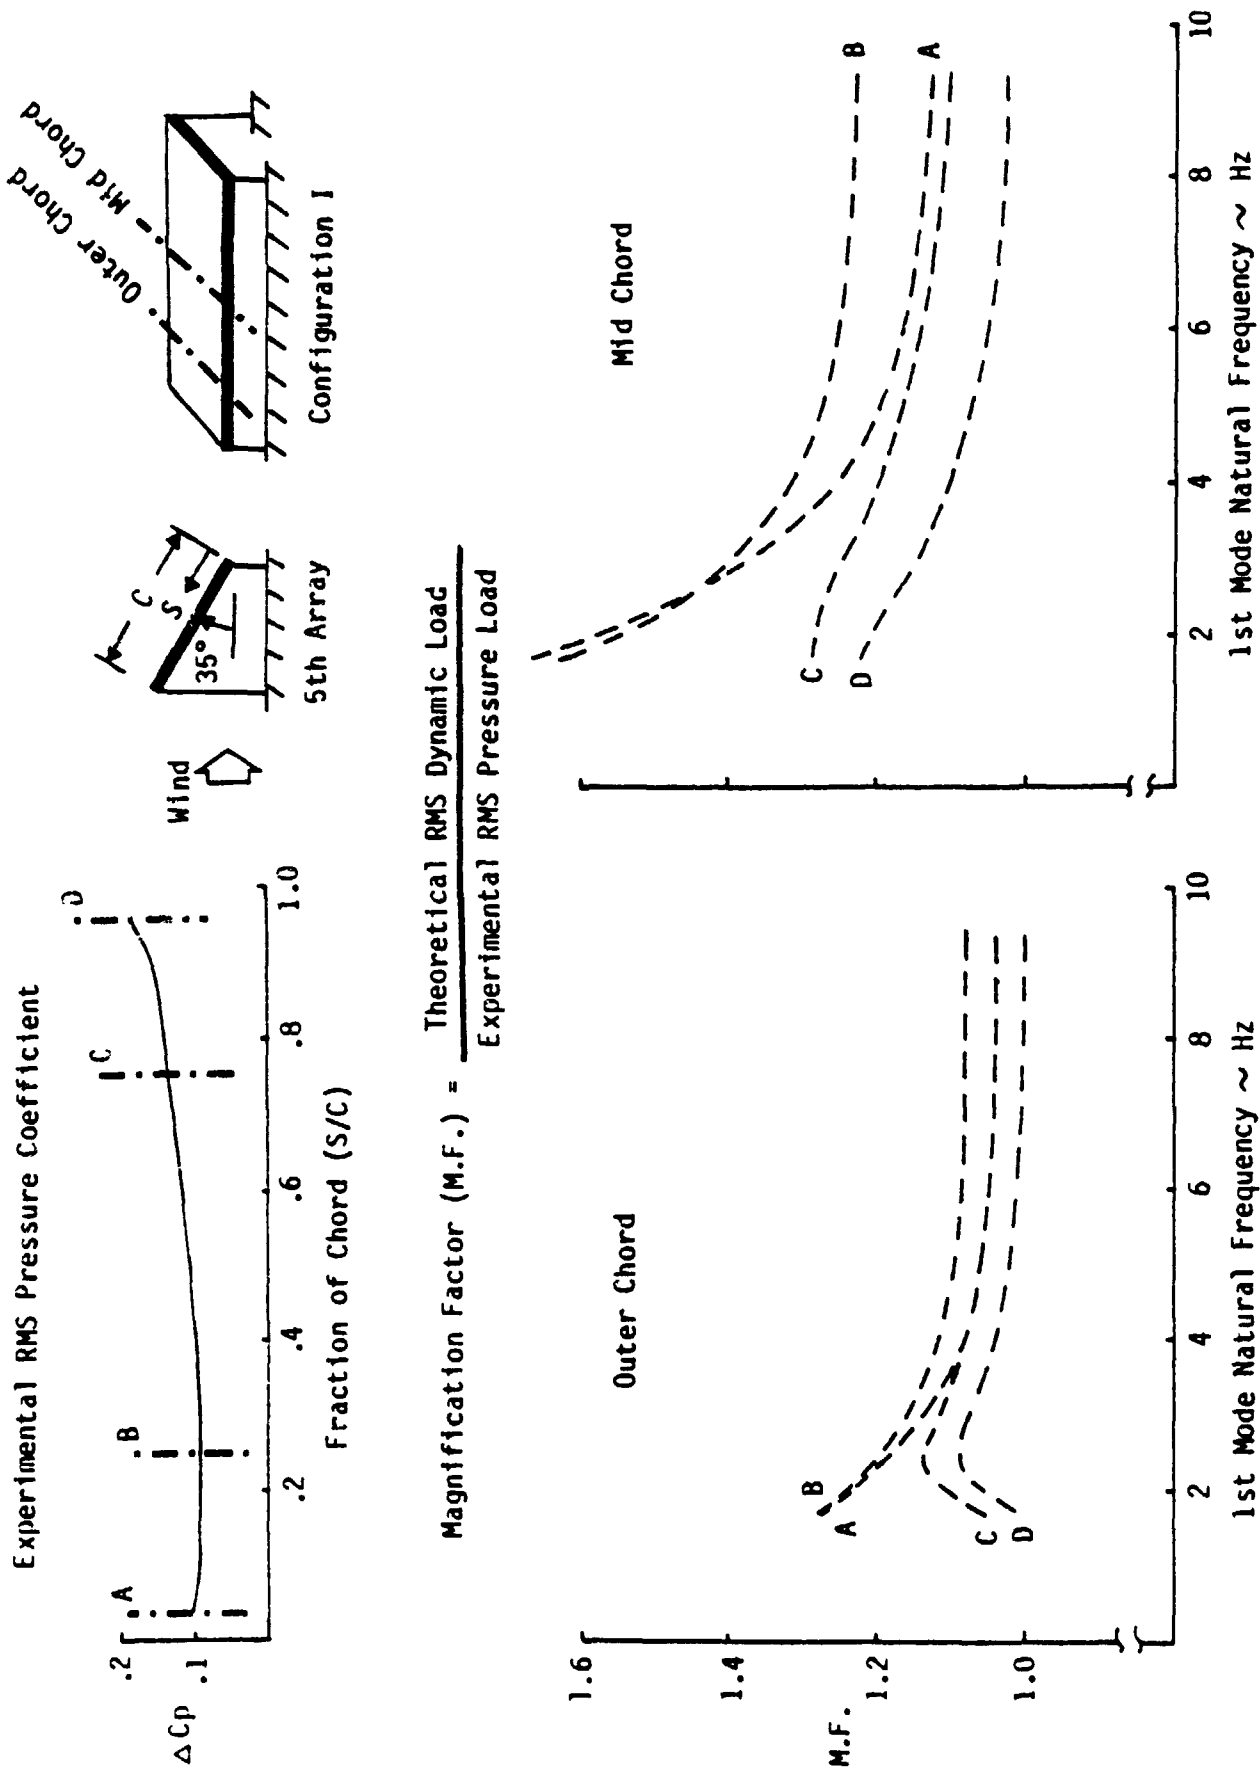 Experimental RMS Pressure Coefficient
ΔCp
.2
.1
A
B
C
D
.2
.4
.6
.8
1.0
Fraction of Chord (S/C)
Wind
35°
S
C
5th Array
Outer Chord
Mid Chord
Configuration I
Magnification Factor (M.F.) = Theoretical RMS Dynamic Load
Experimental RMS Pressure Load
Outer Chord
M.F.
1.6
1.4
1.2
1.0
B
A
C
D
2
4
6
8
10
1st Mode Natural Frequency ~ Hz
Mid Chord
C
D
B
A
2
4
6
8
10
1st Mode Natural Frequency ~ Hz